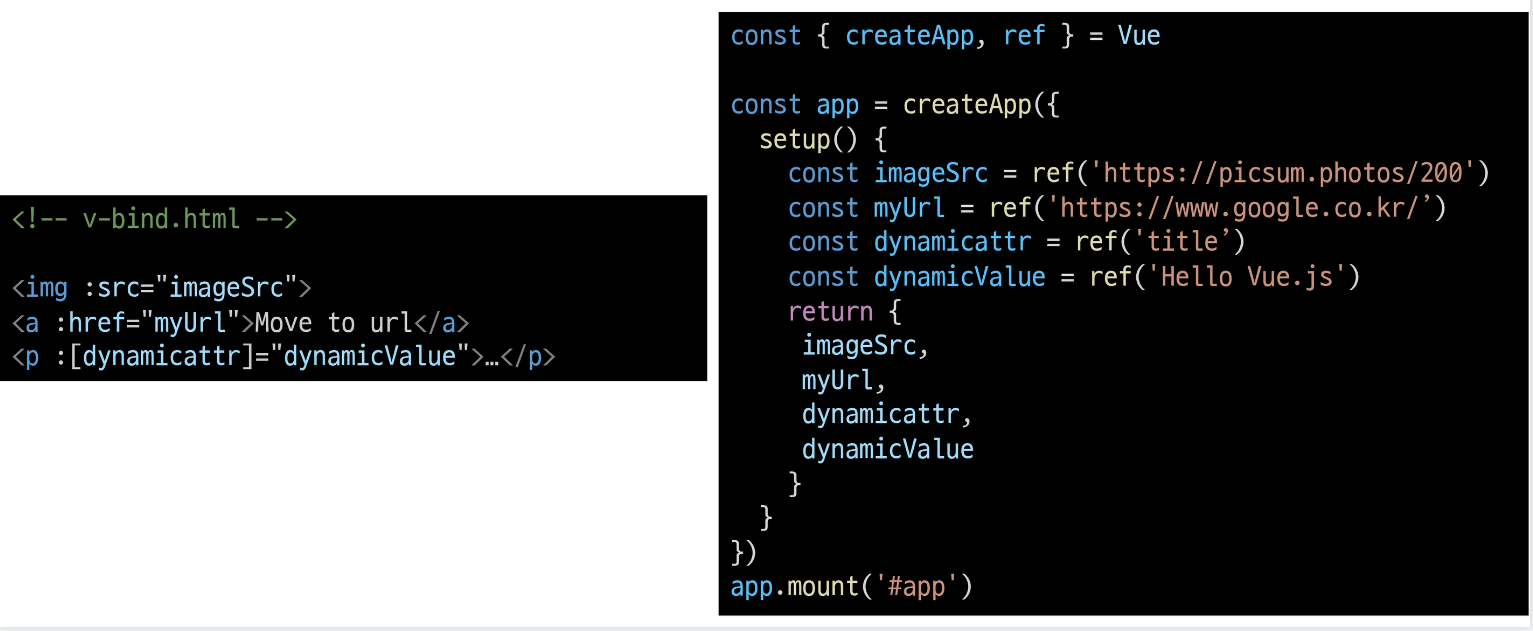 <!-- v-bind.html -->
<img :src="imageSrc">
<a :href="myUrl">Move to url</a>
<p :[dynamicattr]="dynamicValue">…</p>
const { createApp, ref } = Vue
const app = createApp({
  setup() {
    const imageSrc = ref('https://picsum.photos/200')
    const myUrl = ref('https://www.google.co.kr/’)
    const dynamicattr = ref('title’)
    const dynamicValue = ref('Hello Vue.js')
    return {
     imageSrc,
     myUrl,
     dynamicattr,
     dynamicValue
    }
  }
})
app.mount('#app')